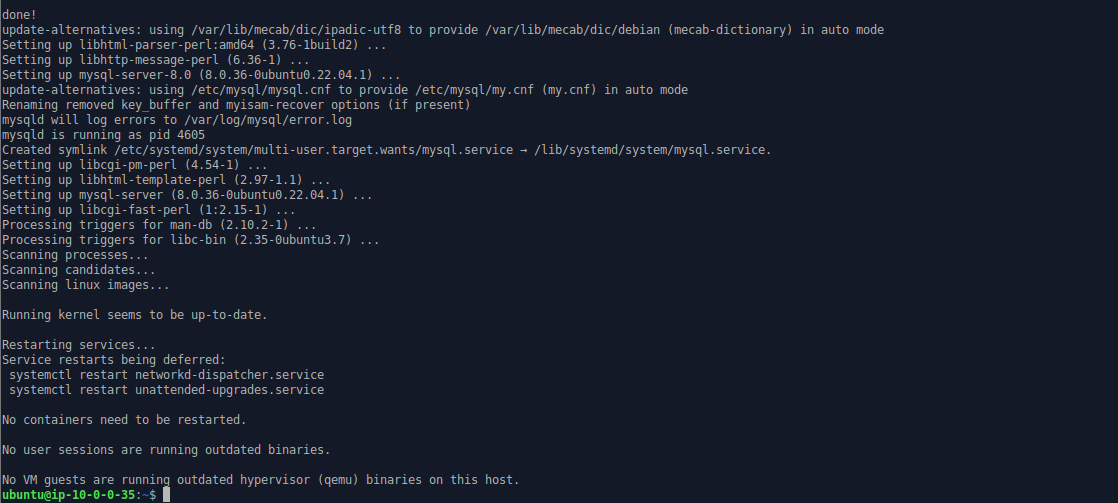 done!
update-alternatives: using /var/lib/mecab/dic/ipadic-utf8 to provide /var/lib/mecab/dic/debian (mecab-dictionary) in auto mode
Setting up libhtml-parser-perl:amd64 (3.76-1build2) ...
Setting up libhttp-message-perl (6.36-1) ...
Setting up mysql-server-8.0 (8.0.36-0ubuntu0.22.04.1) ...
update-alternatives: using /etc/mysql/mysql.cnf to provide /etc/mysql/my.cnf (my.cnf) in auto mode
Renaming removed key_buffer and myisam-recover options (if present)
mysqld will log errors to /var/log/mysql/error.log
mysqld is running as pid 4605
Created symlink /etc/systemd/system/multi-user.target.wants/mysql.service → /lib/systemd/system/mysql.service.
Setting up libcgi-pm-perl (4.54-1) ...
Setting up libhtml-template-perl (2.97-1.1) ...
Setting up mysql-server (8.0.36-0ubuntu0.22.04.1) ...
Setting up libcgi-fast-perl (1:2.15-1) ...
Processing triggers for man-db (2.10.2-1) ...
Processing triggers for libc-bin (2.35-0ubuntu3.7) ...
Scanning processes...
Scanning candidates...
Scanning linux images...
Running kernel seems to be up-to-date.
Restarting services...
Service restarts being deferred:
 systemctl restart networkd-dispatcher.service
 systemctl restart unattended-upgrades.service
No containers need to be restarted.
No user sessions are running outdated binaries.
No VM guests are running outdated hypervisor (qemu) binaries on this host.
ubuntu@ip-10-0-0-35:~$